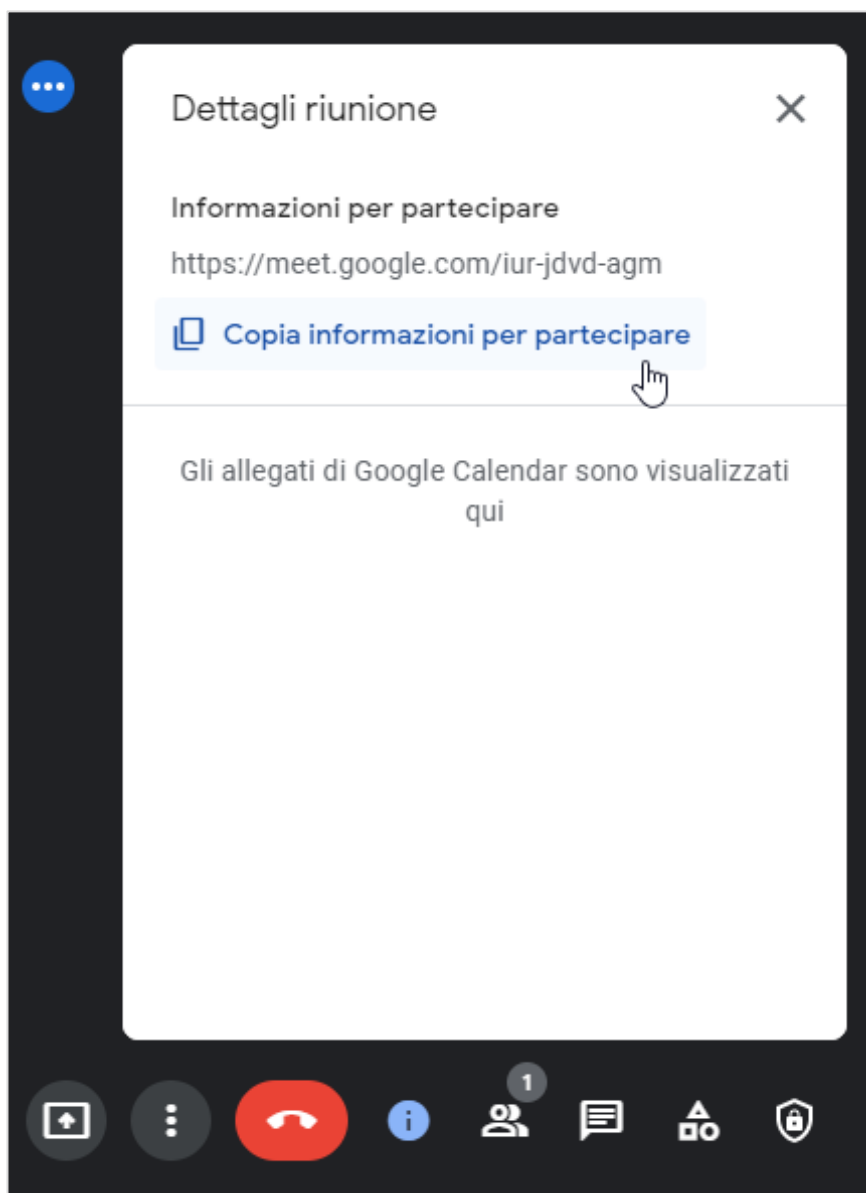 Dettagli riunione
Informazioni per partecipare
https://meet.google.com/iur-jdvd-agm
Copia informazioni per partecipare
Gli allegati di Google Calendar sono visualizzati
qui
1